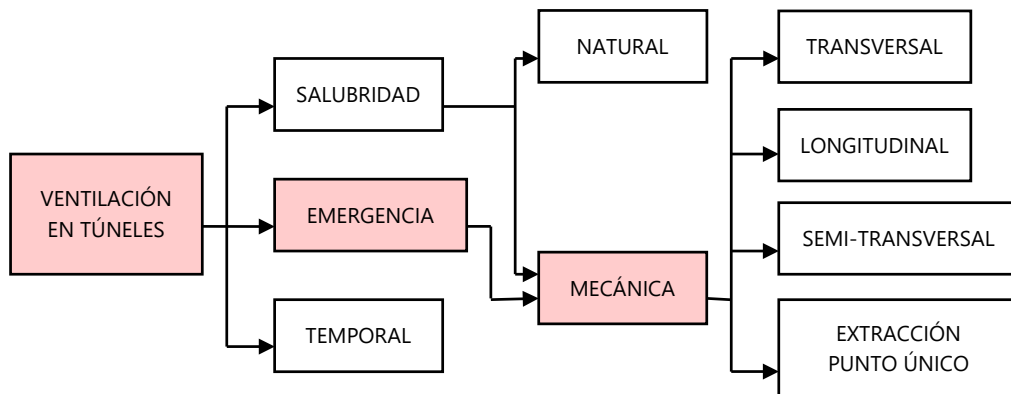 VENTILACIÓN
EN TÚNELES
SALUBRIDAD
EMERGENCIA
TEMPORAL
NATURAL
MECÁNICA
TRANSVERSAL
LONGITUDINAL
SEMI-TRANSVERSAL
EXTRACCIÓN
PUNTO ÚNICO